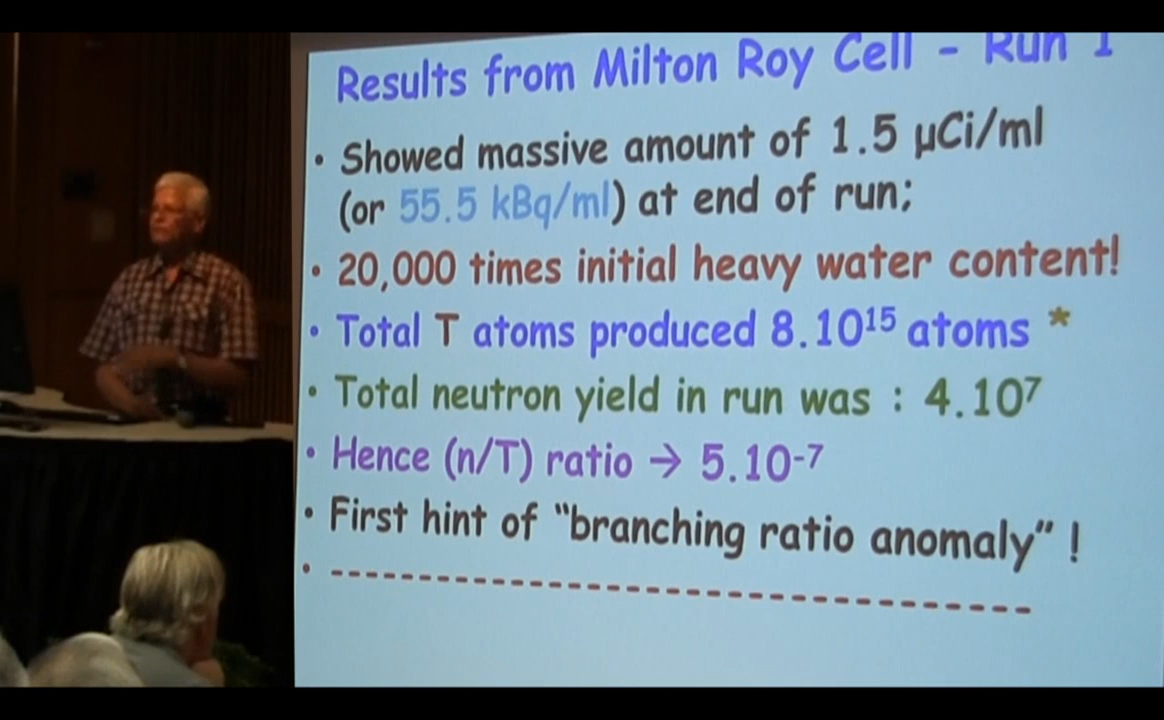 Results from Milton Roy Cell - Run 1
• Showed massive amount of 1.5 µCi/ml
(or 55.5 kBq/ml) at end of run;
• 20,000 times initial heavy water content!
• Total T atoms produced 8.10¹⁵ atoms *
• Total neutron yield in run was : 4.10⁷
• Hence (n/T) ratio → 5.10⁻⁷
• First hint of “branching ratio anomaly” !
• -----------------------------------